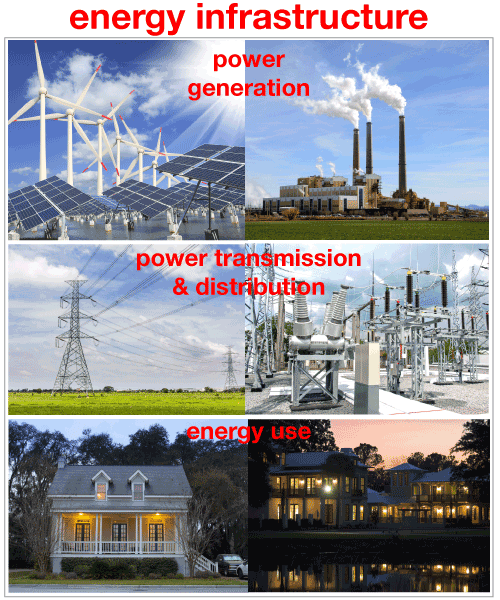 energy infrastructure
power
generation
power transmission
& distribution
energy use